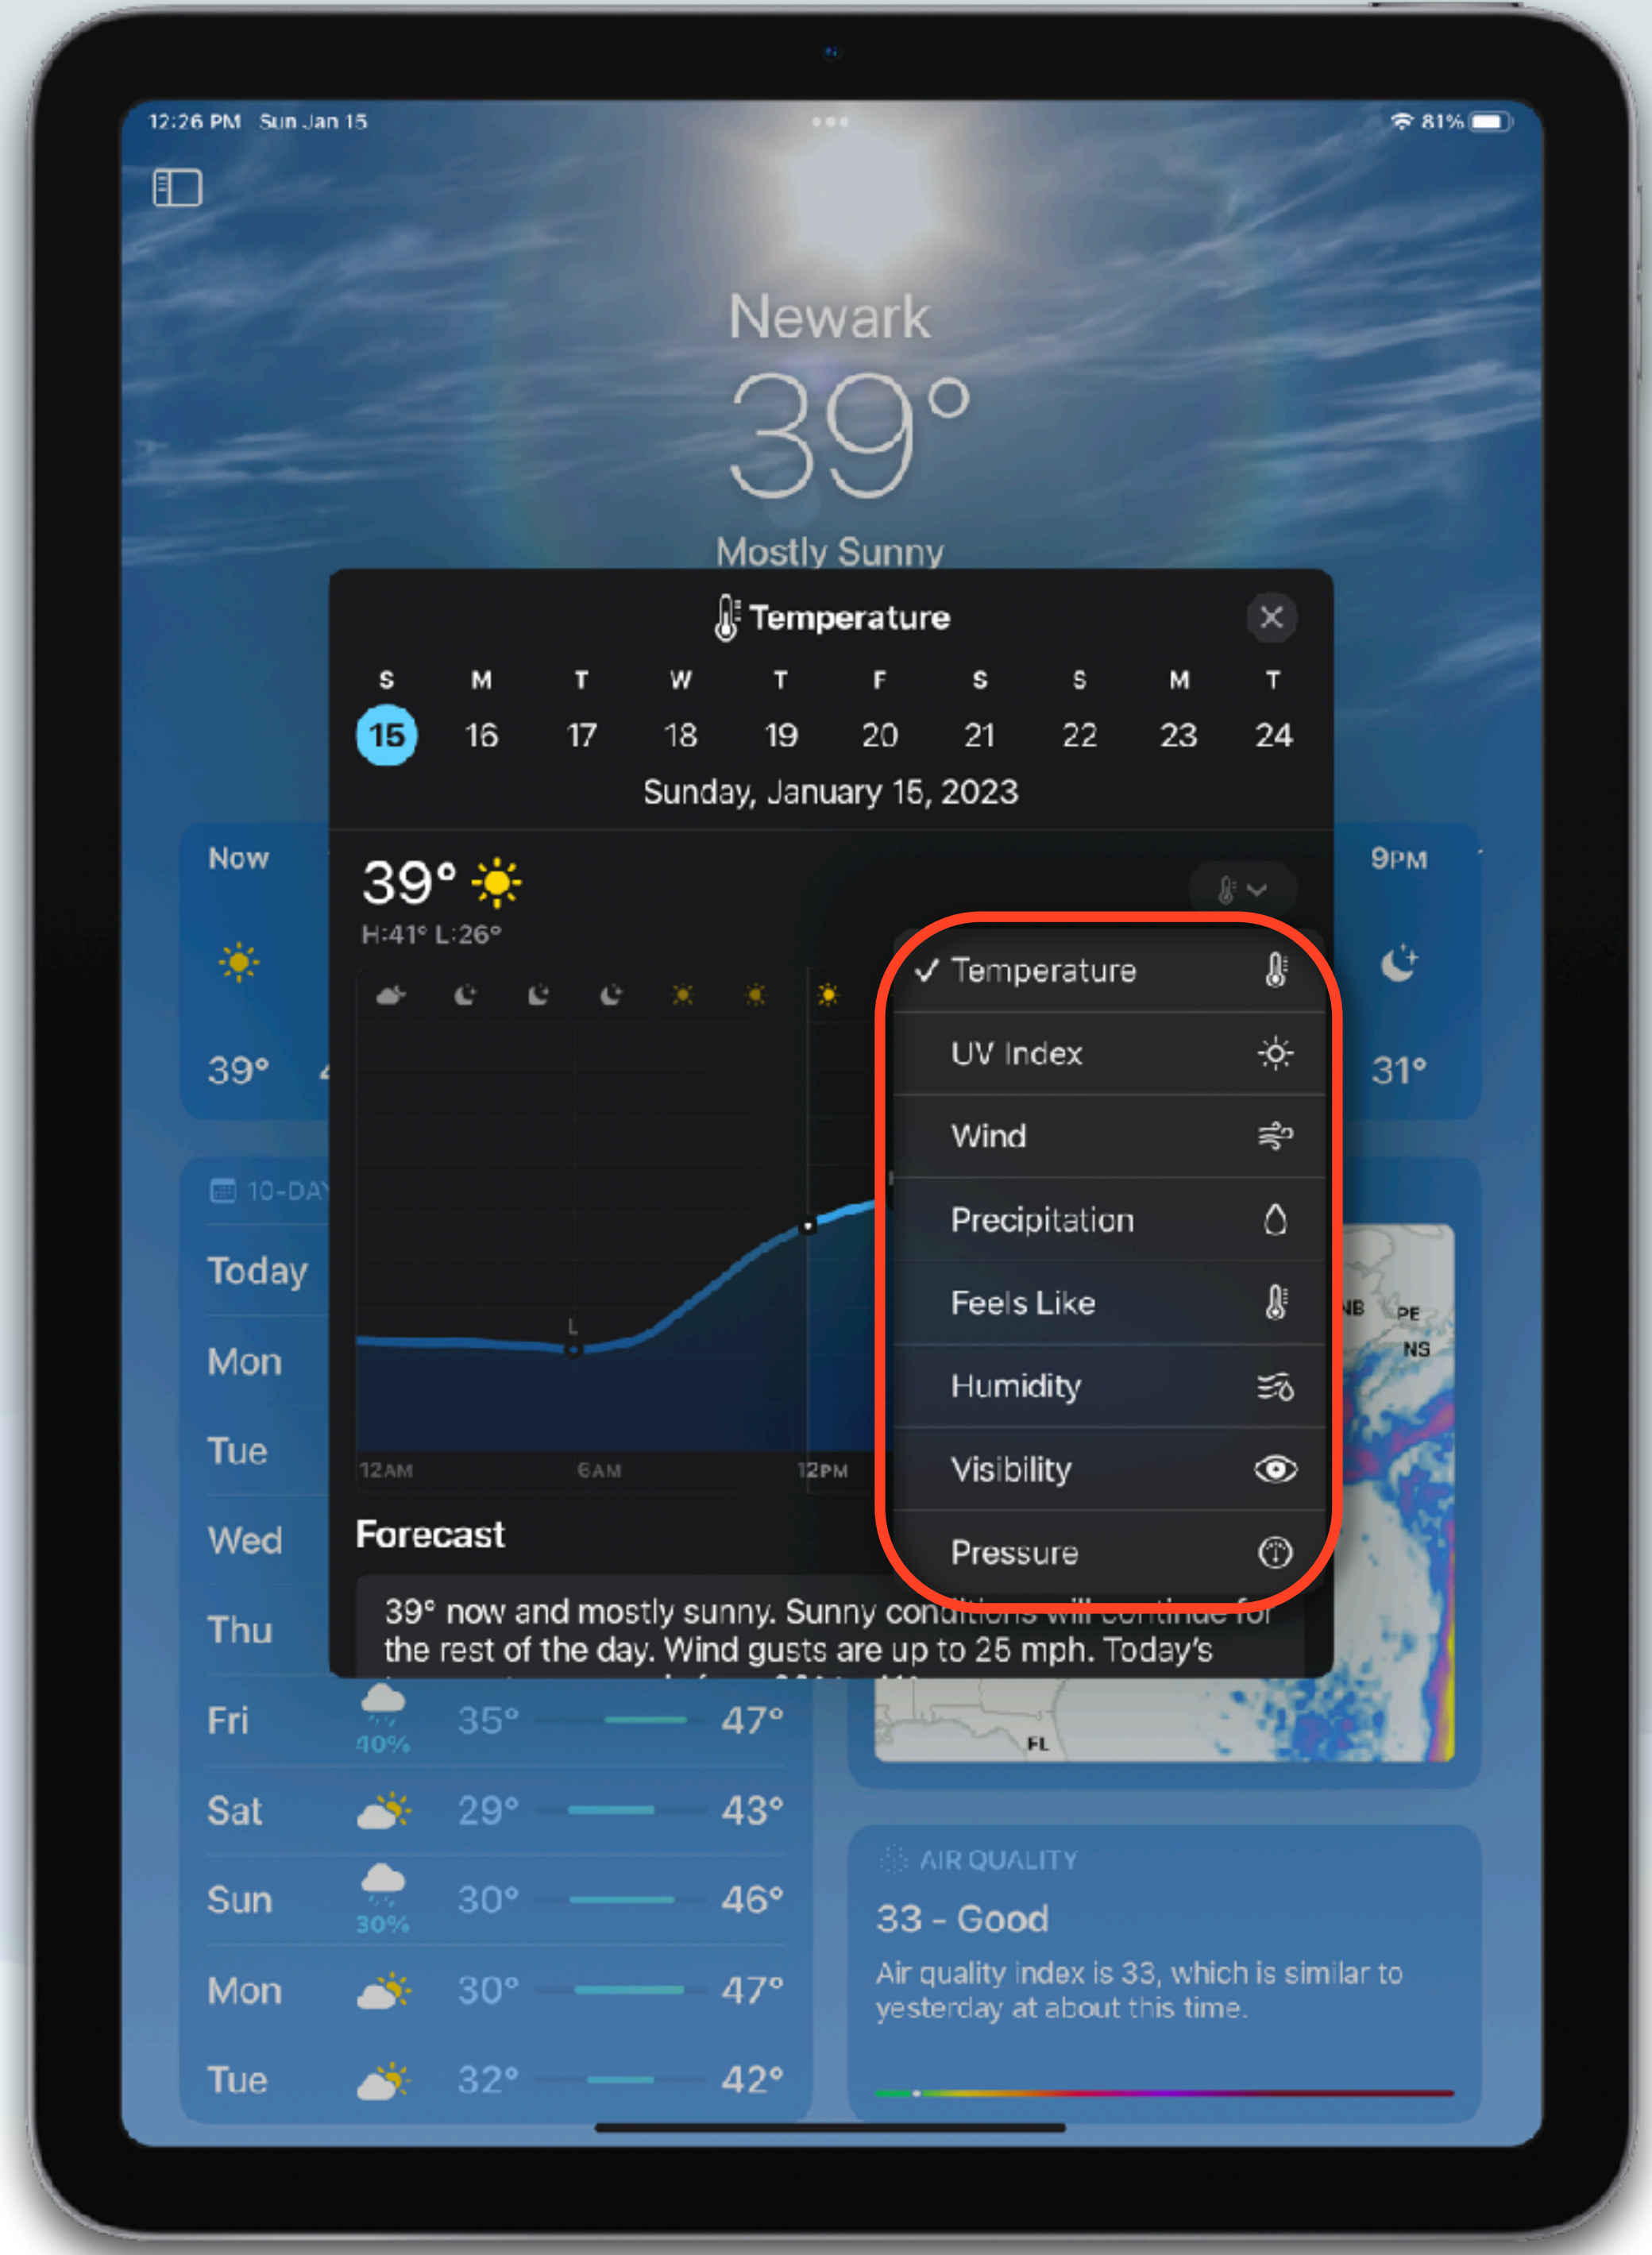 12:26 PM Sun Jan 15
81%
Newark
39°
Mostly Sunny
Temperature
S M T W T F S S M T
15 16 17 18 19 20 21 22 23 24
Sunday, January 15, 2023
Now
39°
9PM
31°
39°
H:41° L:26°
Temperature
UV Index
Wind
Precipitation
Feels Like
Humidity
Visibility
Pressure
L
12AM 6AM 12PM
Forecast
39° now and mostly sunny. Sunny conditions will continue for
the rest of the day. Wind gusts are up to 25 mph. Today's
10-DAY
Today
Mon
Tue
Wed
Thu
Fri 40% 35° 47°
Sat 29° 43°
Sun 30% 30° 46°
Mon 30° 47°
Tue 32° 42°
NB PE
NS
FL
AIR QUALITY
33 - Good
Air quality index is 33, which is similar to
yesterday at about this time.